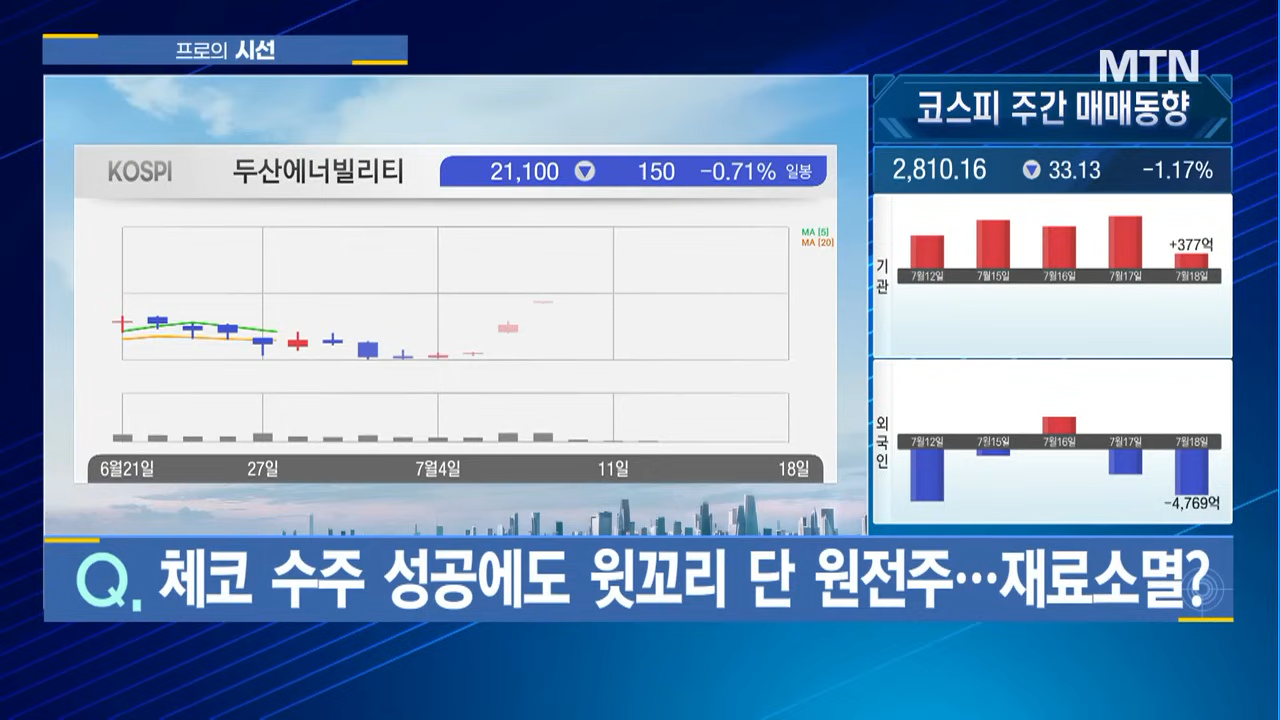 프로의 시선
MTN
코스피 주간 매매동향
2,810.16 ▼ 33.13 -1.17%
KOSPI 두산에너빌리티 21,100 ▼ 150 -0.71% 일봉
MA [5]
MA [20]
6월21일 27일 7월4일 11일 18일
기관
+377억
7월12일 7월15일 7월16일 7월17일 7월18일
외국인
7월12일 7월15일 7월16일 7월17일 7월18일
-4,769억
Q. 체코 수주 성공에도 윗꼬리 단 원전주…재료소멸?